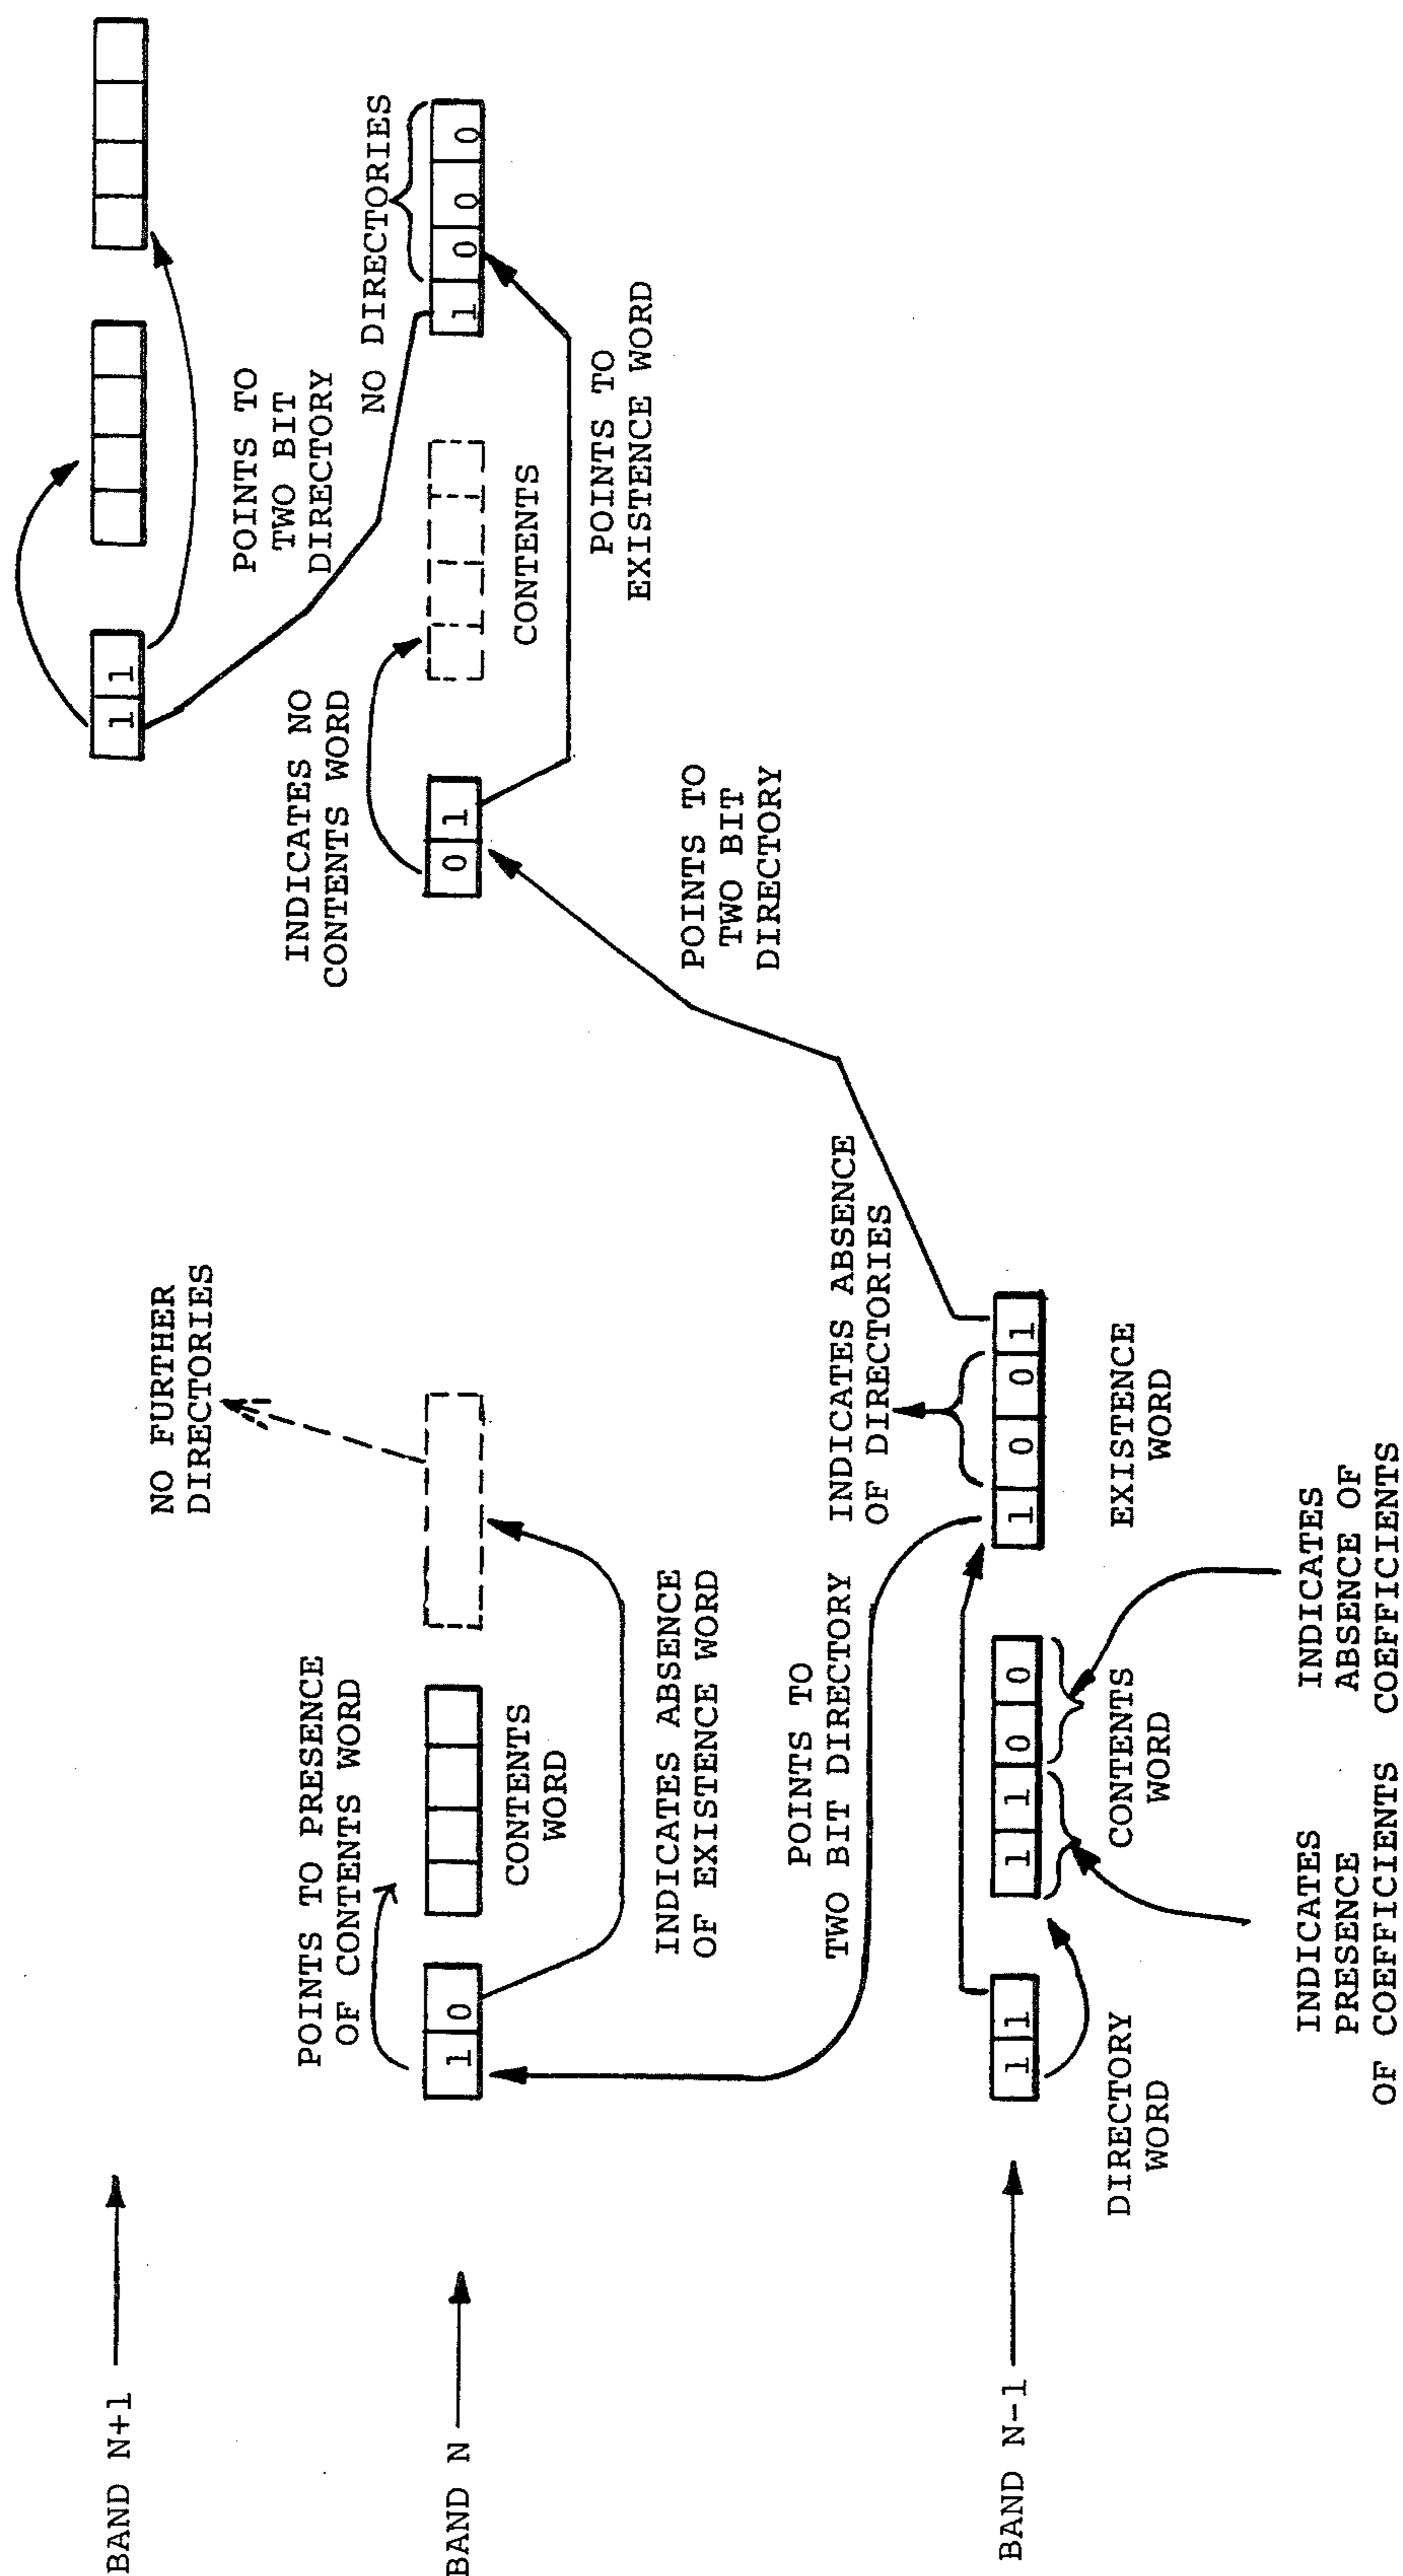 BAND N+1
1 1
NO FURTHER
DIRECTORIES
POINTS TO
TWO BIT
DIRECTORY
POINTS TO PRESENCE
OF CONTENTS WORD
INDICATES NO
CONTENTS WORD
NO DIRECTORIES
BAND N
1 0
0 1
1 0 0 0
CONTENTS
WORD
CONTENTS
INDICATES ABSENCE
OF EXISTENCE WORD
POINTS TO
EXISTENCE WORD
POINTS TO
TWO BIT
DIRECTORY
POINTS TO
TWO BIT DIRECTORY
INDICATES ABSENCE
OF DIRECTORIES
BAND N-1
1 1
1 1 0 0
1 0 0 1
DIRECTORY
WORD
CONTENTS
WORD
EXISTENCE
WORD
INDICATES
PRESENCE
OF COEFFICIENTS
INDICATES
ABSENCE OF
COEFFICIENTS